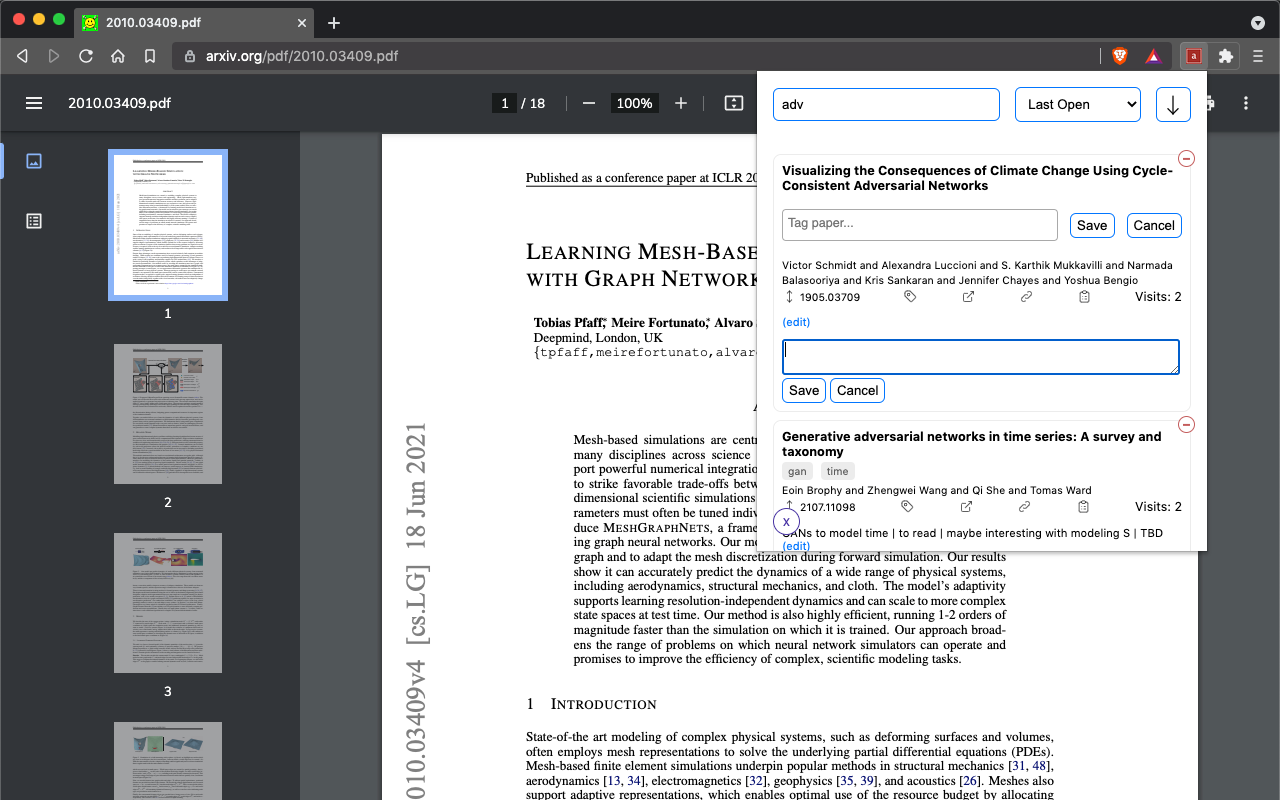 2010.03409.pdf
arxiv.org/pdf/2010.03409.pdf
a
2010.03409.pdf
1 / 18
100%
1
2
3
adv
Last Open
Visualizing the Consequences of Climate Change Using Cycle-
Consistent Adversarial Networks
Tag paper...
Save
Cancel
Victor Schmidt and Alexandra Luccioni and S. Karthik Mukkavilli and Narmada
Balasooriya and Kris Sankaran and Jennifer Chayes and Yoshua Bengio
1905.03709
Visits: 2
(edit)
Save
Cancel
Generative adversarial networks in time series: A survey and
taxonomy
gan
time
Eoin Brophy and Zhengwei Wang and Qi She and Tomas Ward
2107.11098
Visits: 2
x
GANs to model time | to read | maybe interesting with modeling S | TBD
(edit)
Published as a conference paper at ICLR 20
LEARNING MESH-BASE
WITH GRAPH NETWORK
Tobias Pfaff,* Meire Fortunato,* Alvaro
Deepmind, London, UK
{tpfaff,meirefortunato,alvar
010.03409v4 [cs.LG] 18 Jun 2021
Mesh-based simulations are cent
many disciplines across science
port powerful numerical integratio
to strike favorable trade-offs betw
dimensional scientific simulations
rameters must often be tuned indiv
duce MESHGRAPHNETS, a frame
ing graph neural networks. Our mo
graph and to adapt the mesh discretization during forward simulation. Our results
show it can accurately predict the dynamics of a wide range of physical systems,
including aerodynamics, structural mechanics, and cloth. The model's adaptivity
supports learning resolution-independent dynamics and can scale to more complex
state spaces at test time. Our method is also highly efficient, running 1-2 orders of
magnitude faster than the simulation on which it is trained. Our approach broad-
ens the range of problems on which neural network simulators can operate and
promises to improve the efficiency of complex, scientific modeling tasks.
1 INTRODUCTION
State-of-the art modeling of complex physical systems, such as deforming surfaces and volumes,
often employs mesh representations to solve the underlying partial differential equations (PDEs).
Mesh-based finite element simulations underpin popular methods in structural mechanics [31, 48],
aerodynamics [13, 34], electromagnetics [32], geophysics [35, 39], and acoustics [26]. Meshes also
support adaptive representations, which enables optimal use of the resource budget by allocating